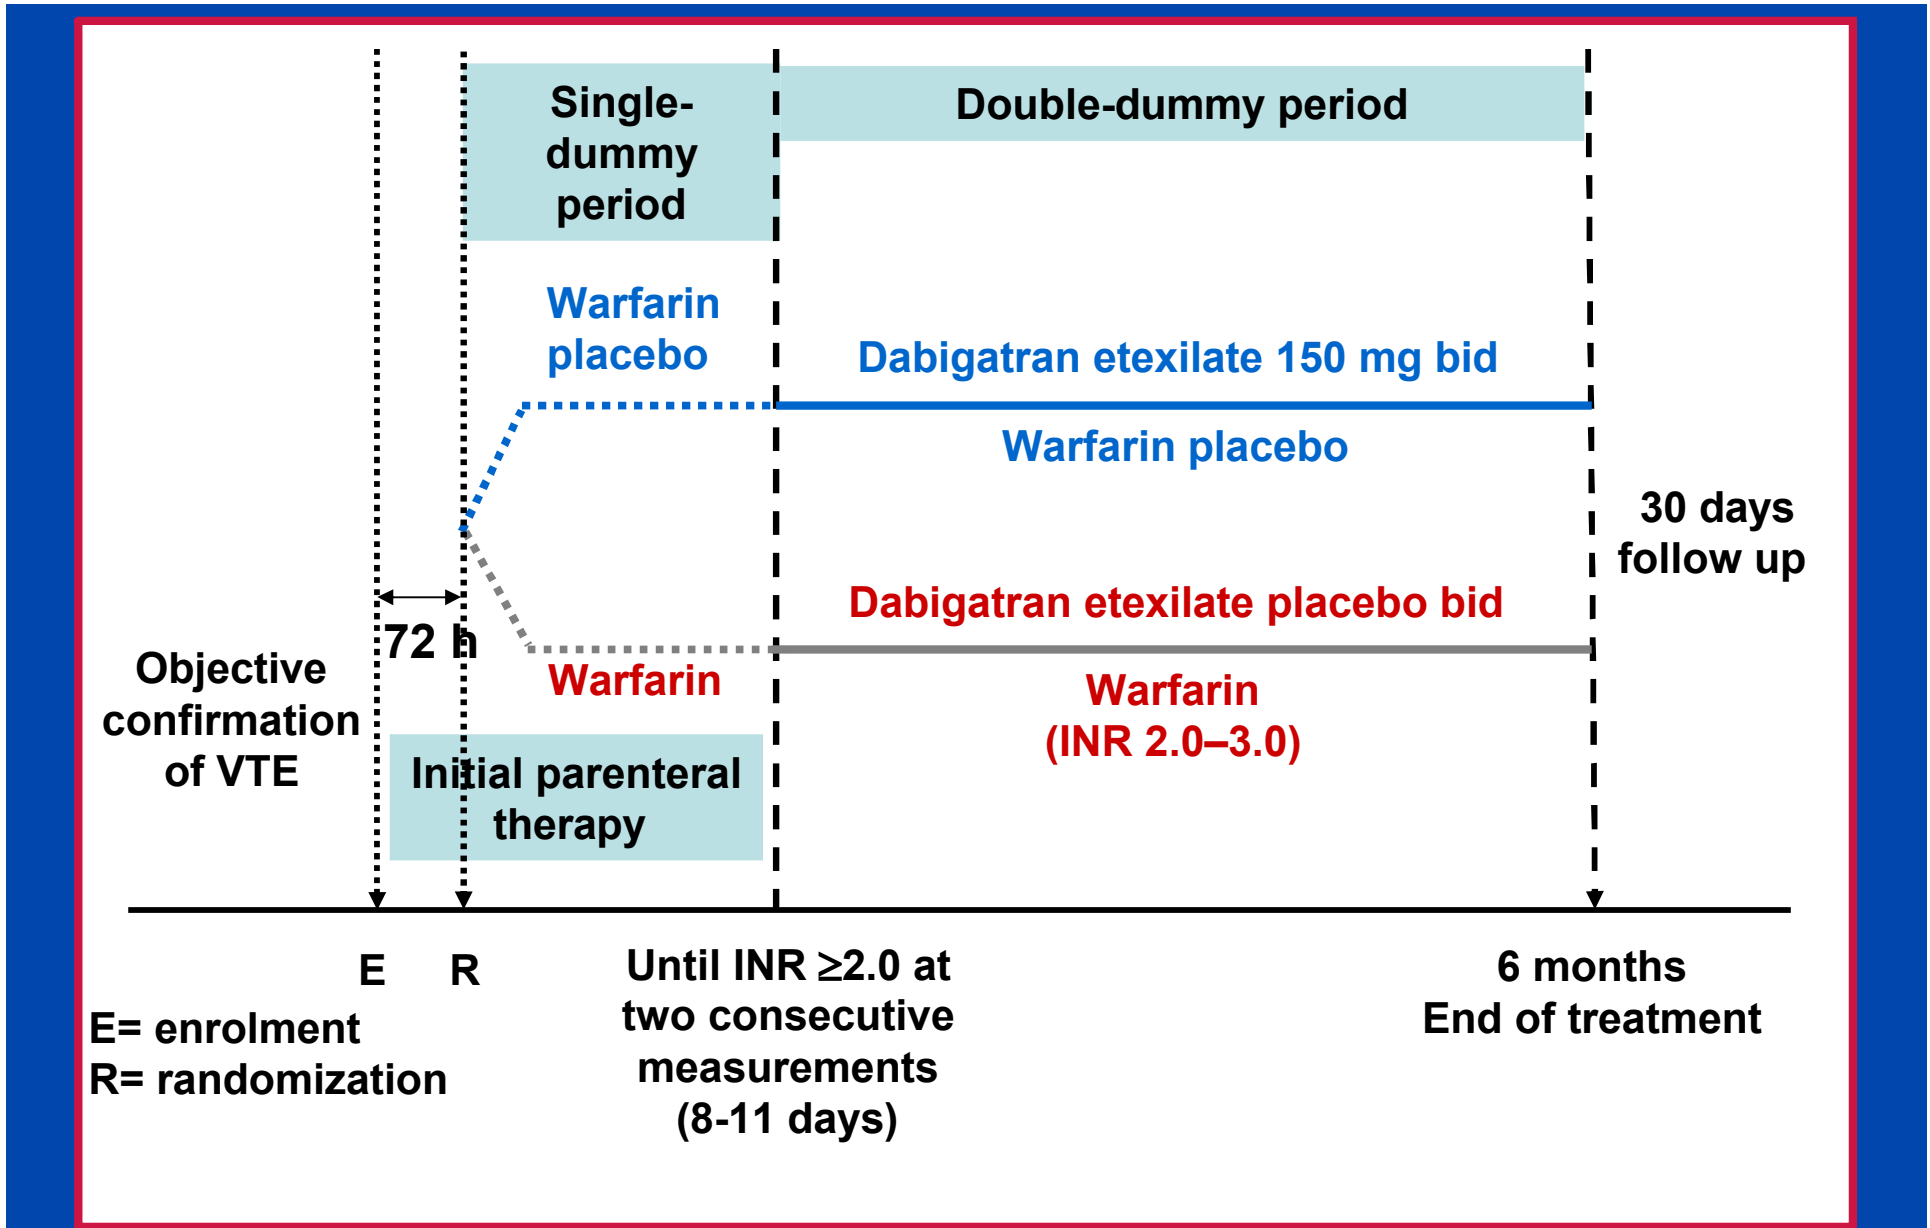 Single-
dummy
period
Double-dummy period
Warfarin
placebo
Dabigatran etexilate 150 mg bid
Warfarin placebo
30 days
follow up
Dabigatran etexilate placebo bid
72 h
Objective
confirmation
of VTE
Warfarin
Warfarin
(INR 2.0–3.0)
Initial parenteral
therapy
E
R
Until INR ≥2.0 at
two consecutive
measurements
(8-11 days)
6 months
End of treatment
E= enrolment
R= randomization